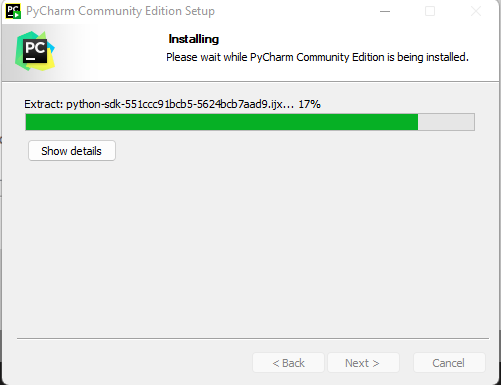 PC
PyCharm Community Edition Setup
PC
Installing
Please wait while PyCharm Community Edition is being installed.
Extract: python-sdk-551ccc91bcb5-5624bcb7aad9.ijx... 17%
Show details
< Back
Next >
Cancel